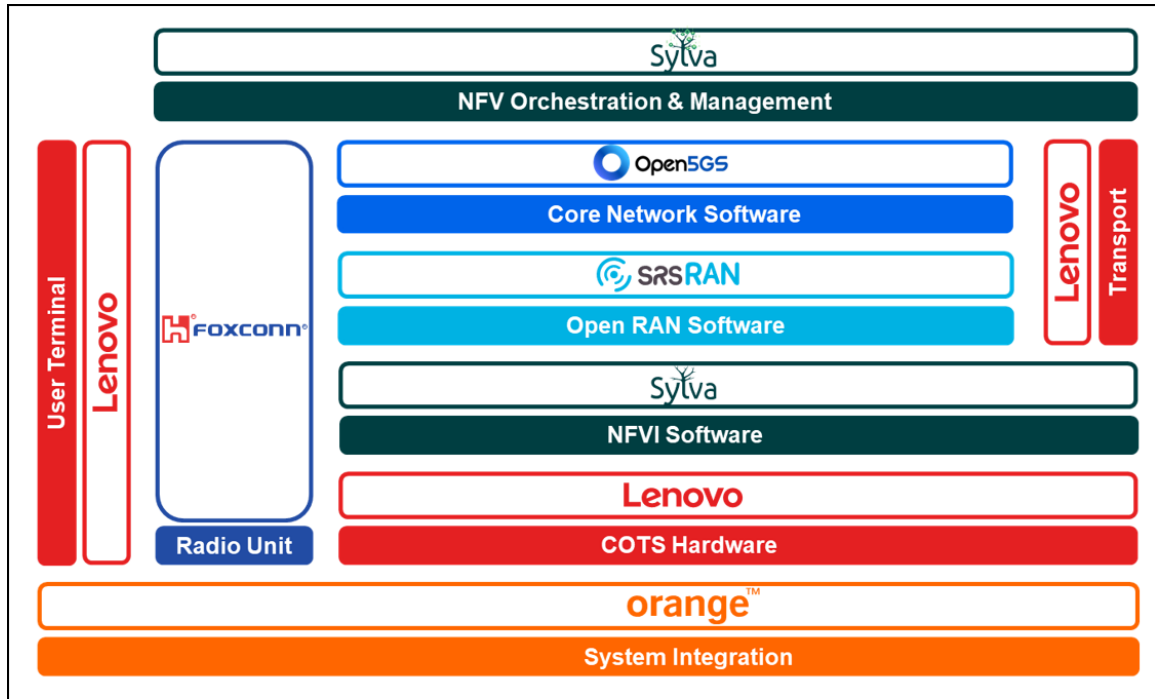 Sylva
NFV Orchestration & Management
User Terminal
Lenovo
FOXCONN®
Radio Unit
Open5GS
Core Network Software
srsRAN
Open RAN Software
Lenovo
Transport
Sylva
NFVI Software
Lenovo
COTS Hardware
orange™
System Integration